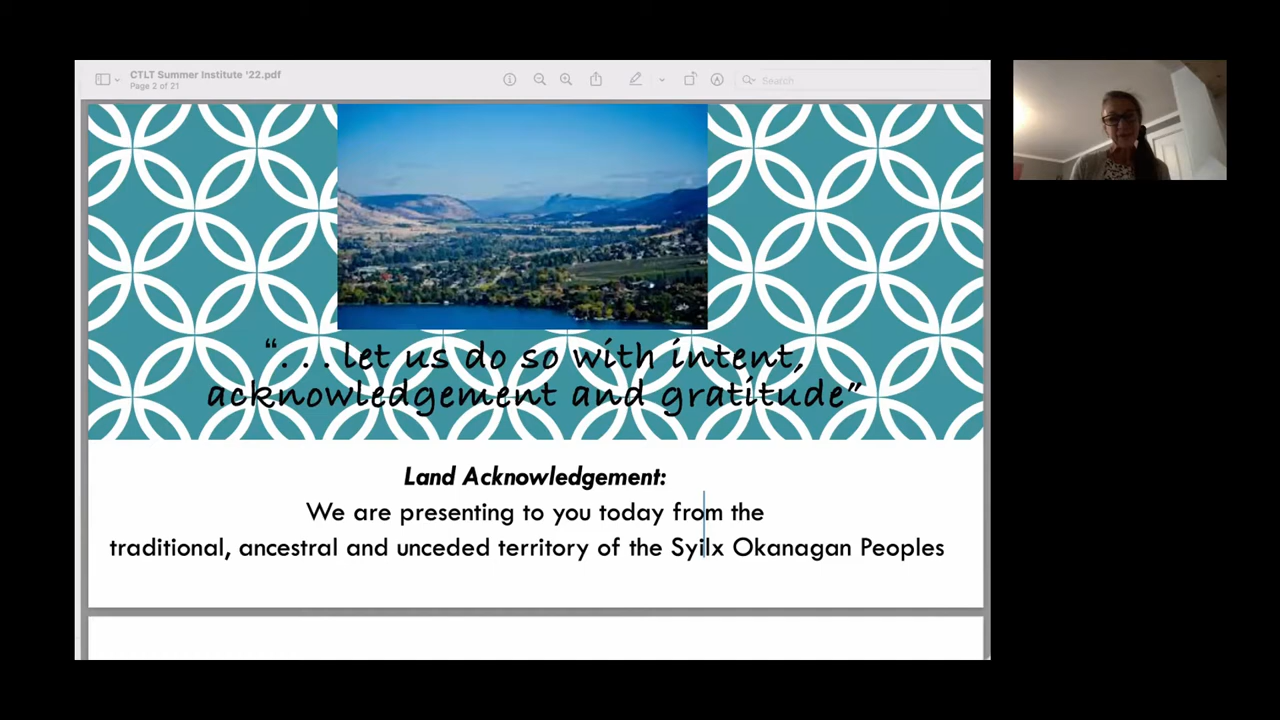 CTLT Summer Institute '22.pdf
Page 2 of 21
Search
“. . . let us do so with intent,
acknowledgement and gratitude”
Land Acknowledgement:
We are presenting to you today from the
traditional, ancestral and unceded territory of the Syilx Okanagan Peoples